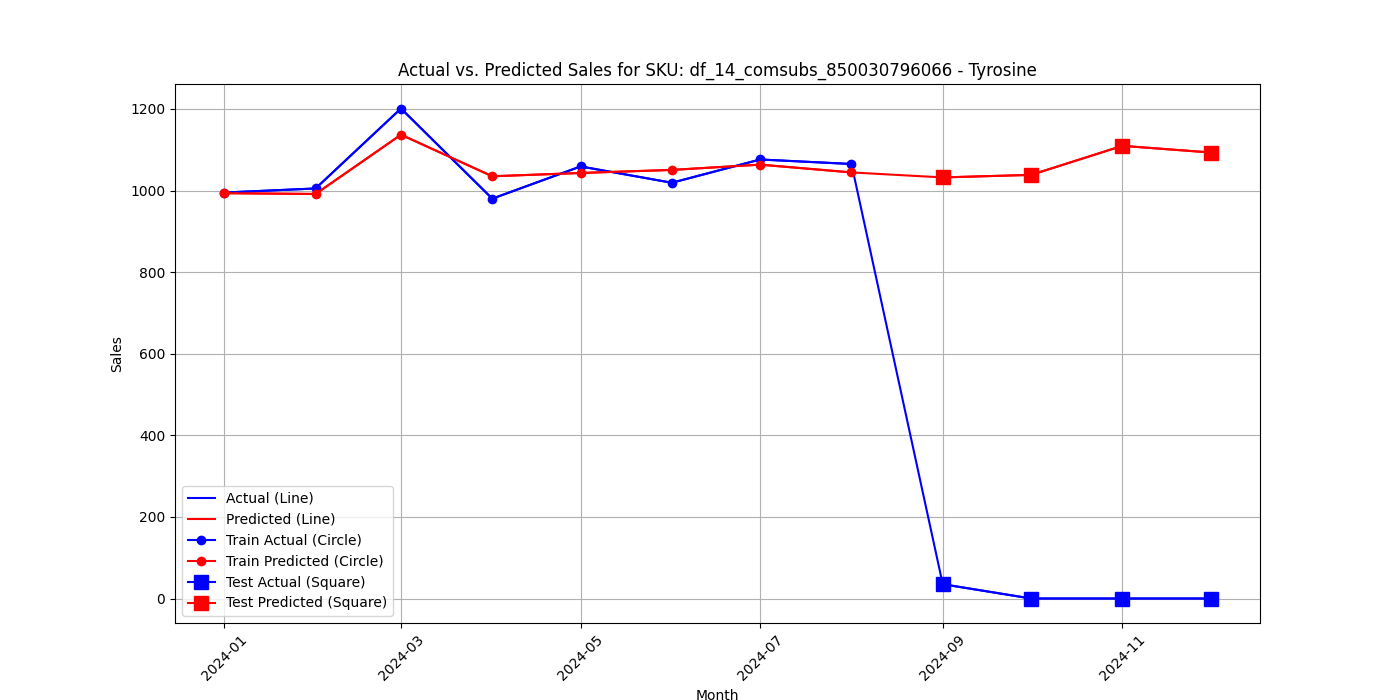 Actual vs. Predicted Sales for SKU: df_14_comsubs_850030796066 - Tyrosine
1200
1000
800
600
400
200
0
Sales
Actual (Line)
Predicted (Line)
Train Actual (Circle)
Train Predicted (Circle)
Test Actual (Square)
Test Predicted (Square)
2024-01
2024-03
2024-05
2024-07
2024-09
2024-11
Month